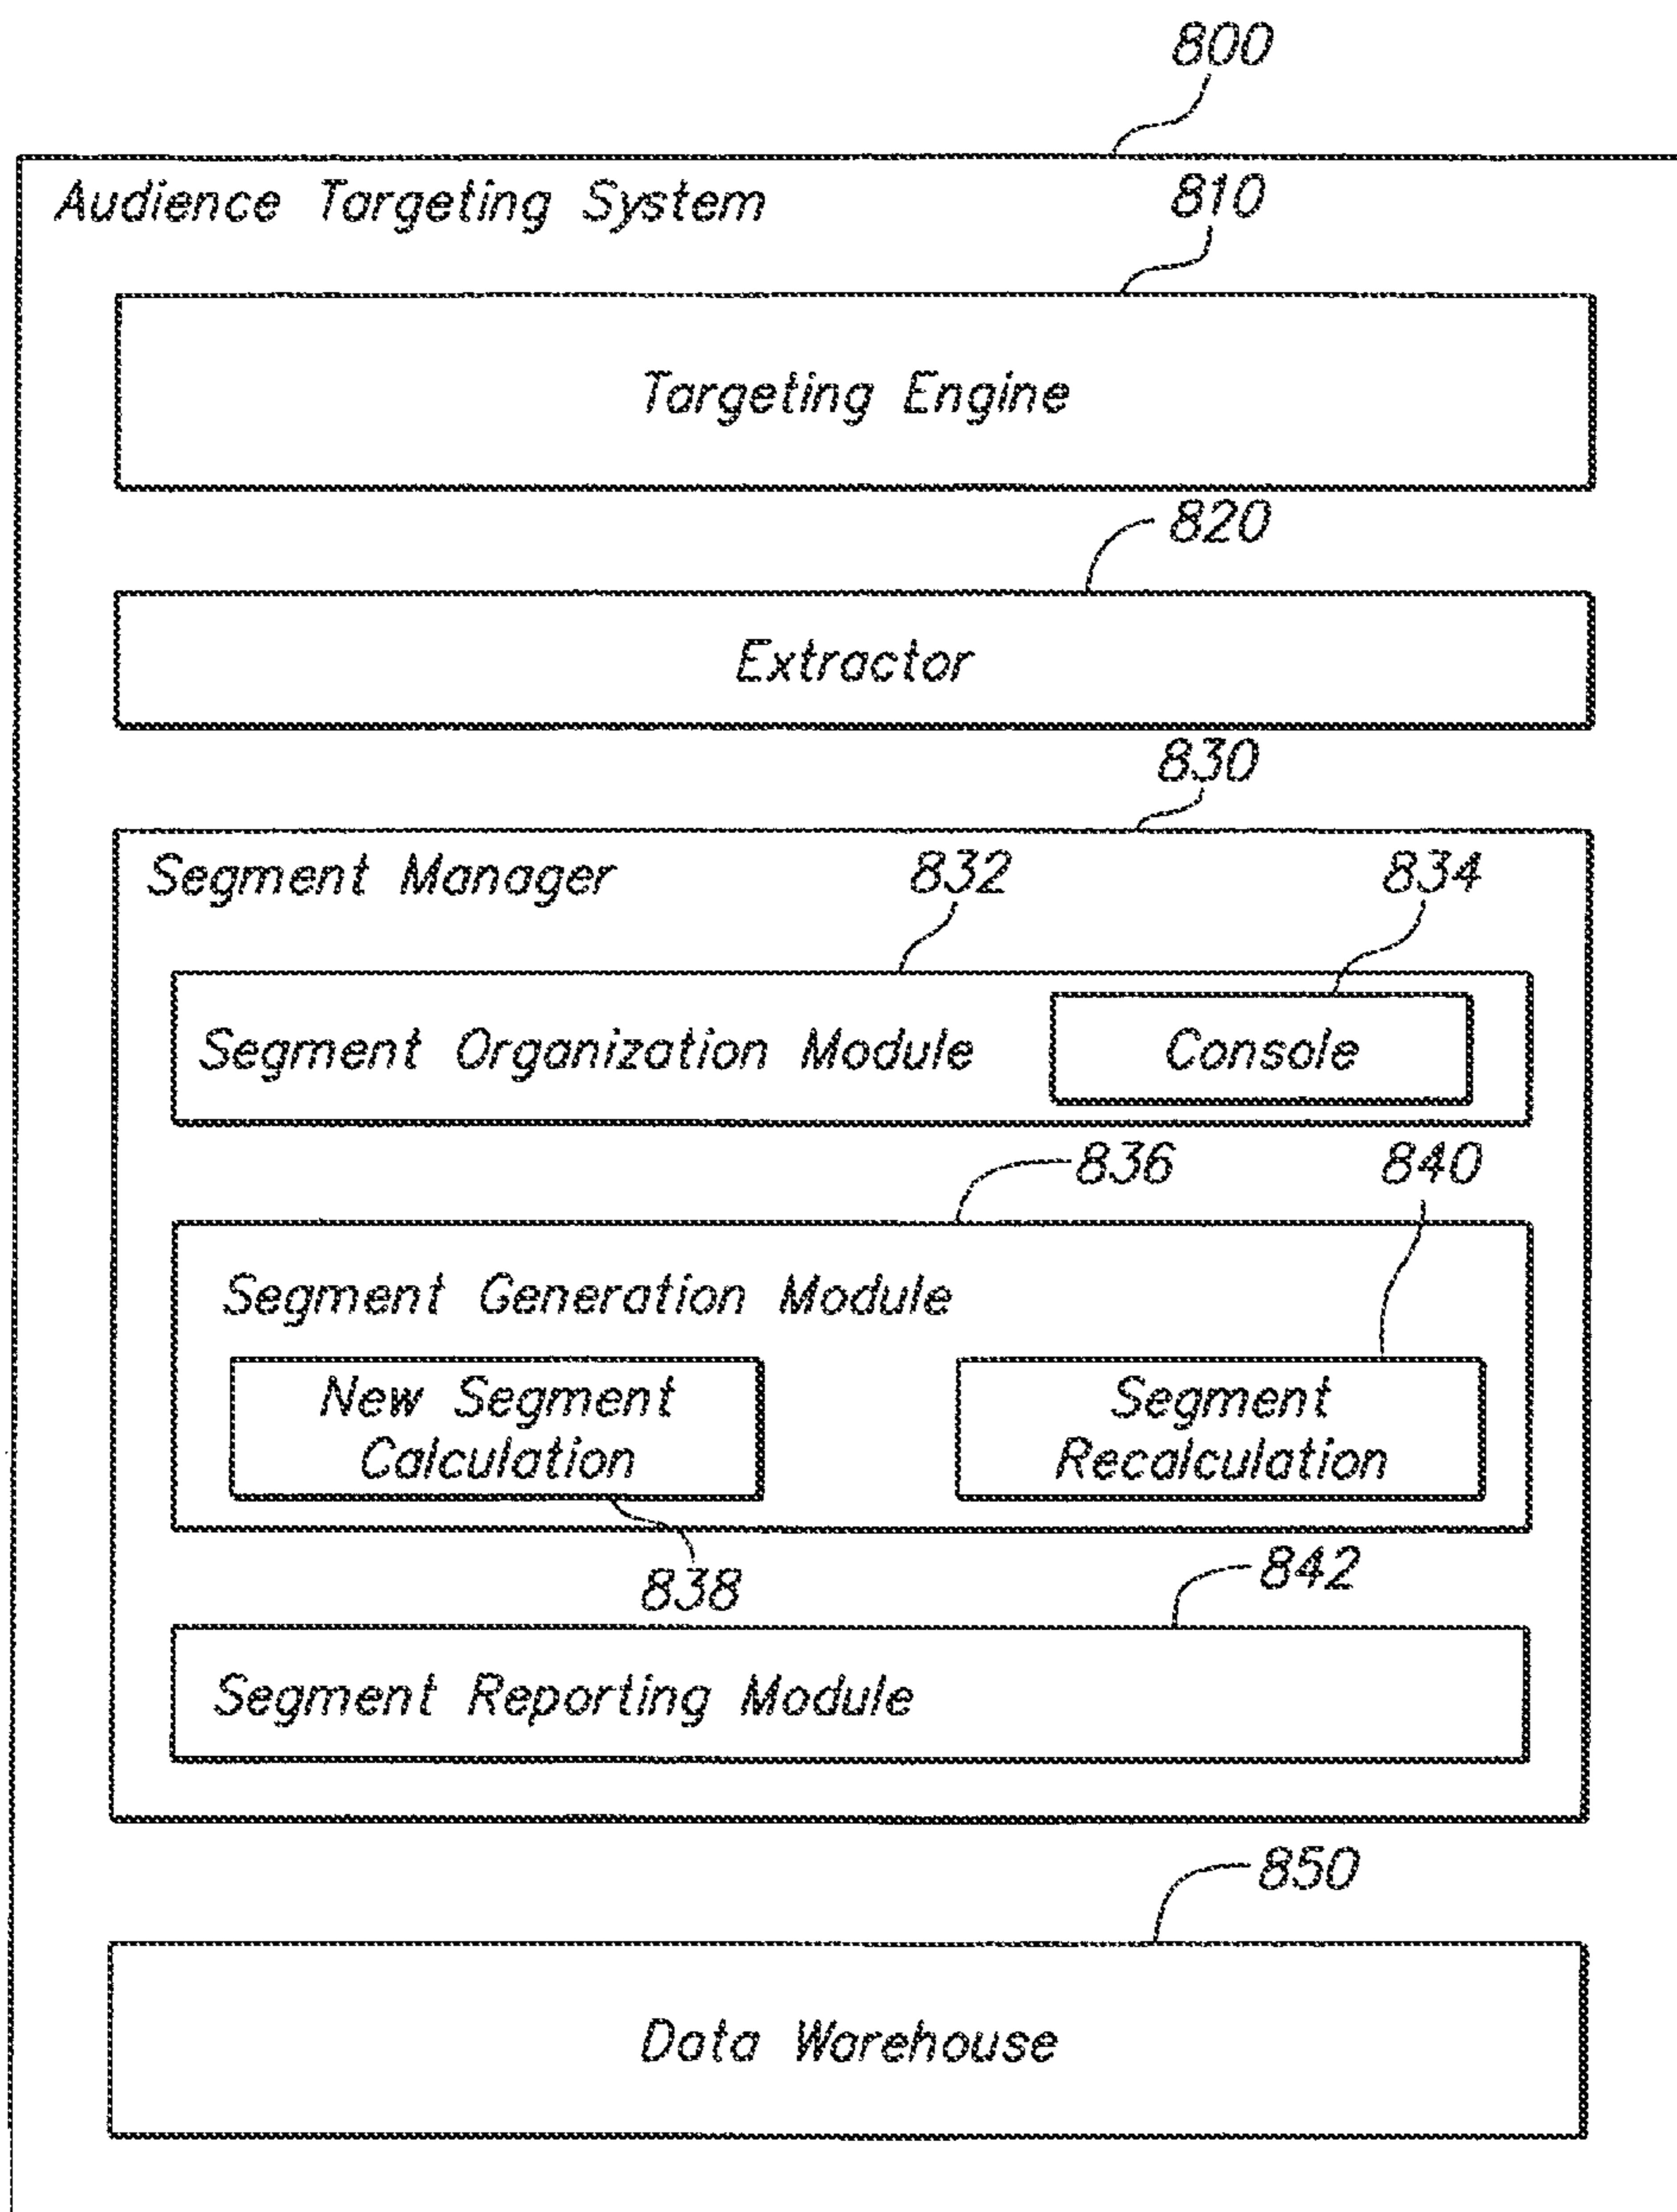 800
Audience Targeting System
810
Targeting Engine
820
Extractor
830
Segment Manager
832
834
Segment Organization Module
Console
836
840
Segment Generation Module
New Segment
Calculation
Segment
Recalculation
838
842
Segment Reporting Module
850
Data Warehouse